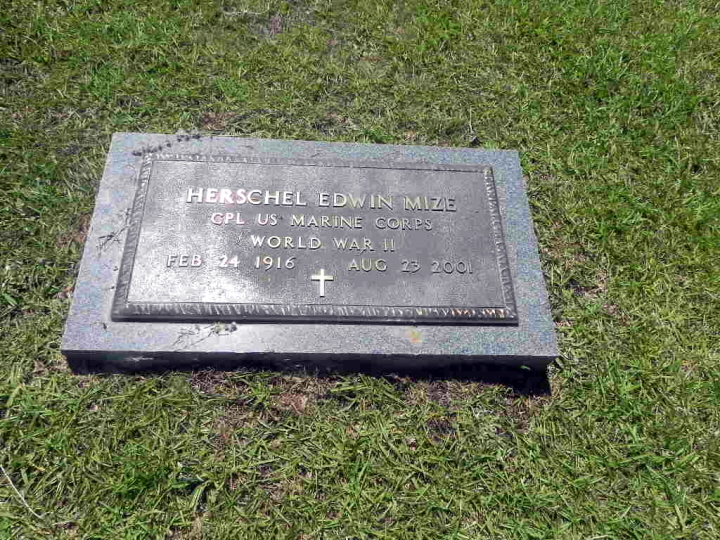 HERSCHEL EDWIN MIZE
CPL US MARINE CORPS
WORLD WAR II
FEB 24 1916 AUG 23 2001